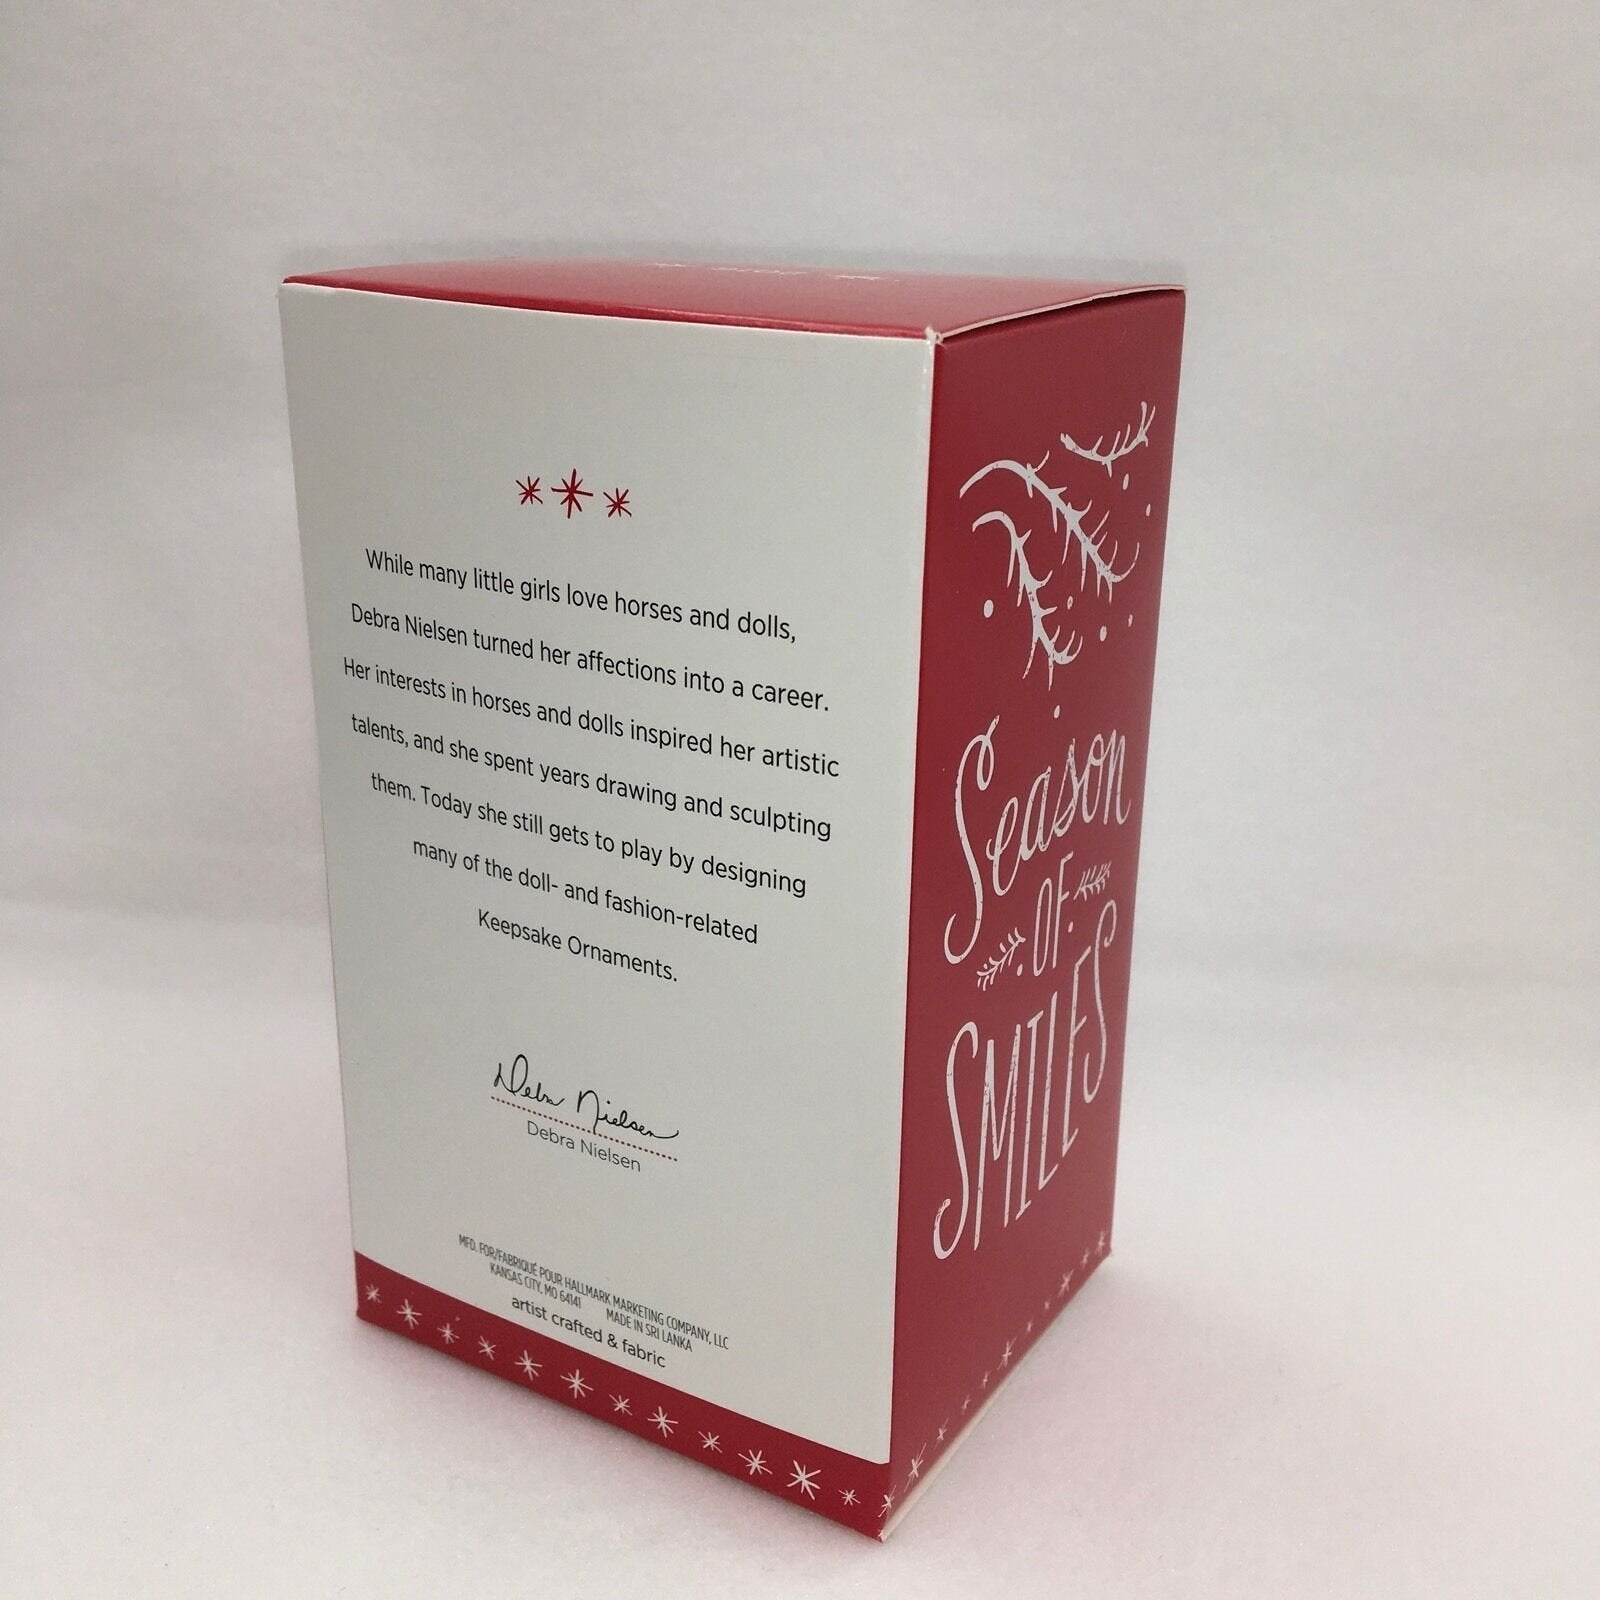 While many little girls love horses and dolls,
Debra Nielsen turned her affections into a career.
Her interests in horses and dolls inspired her artistic
talents, and she spent years drawing and sculpting
them. Today she still gets to play by designing
many of the doll- and fashion-related
Keepsake Ornaments.
Debra Nielsen
Debra Nielsen
MFD. FOR/FABRIQUÉ POUR HALLMARK MARKETING COMPANY, LLC
KANSAS CITY, MO 64141 MADE IN SRI LANKA
artist crafted & fabric
Season
OF
SMILES